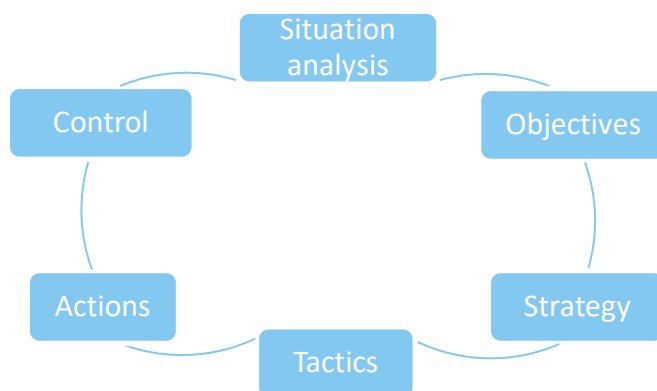 Situation
analysis
Objectives
Strategy
Tactics
Actions
Control